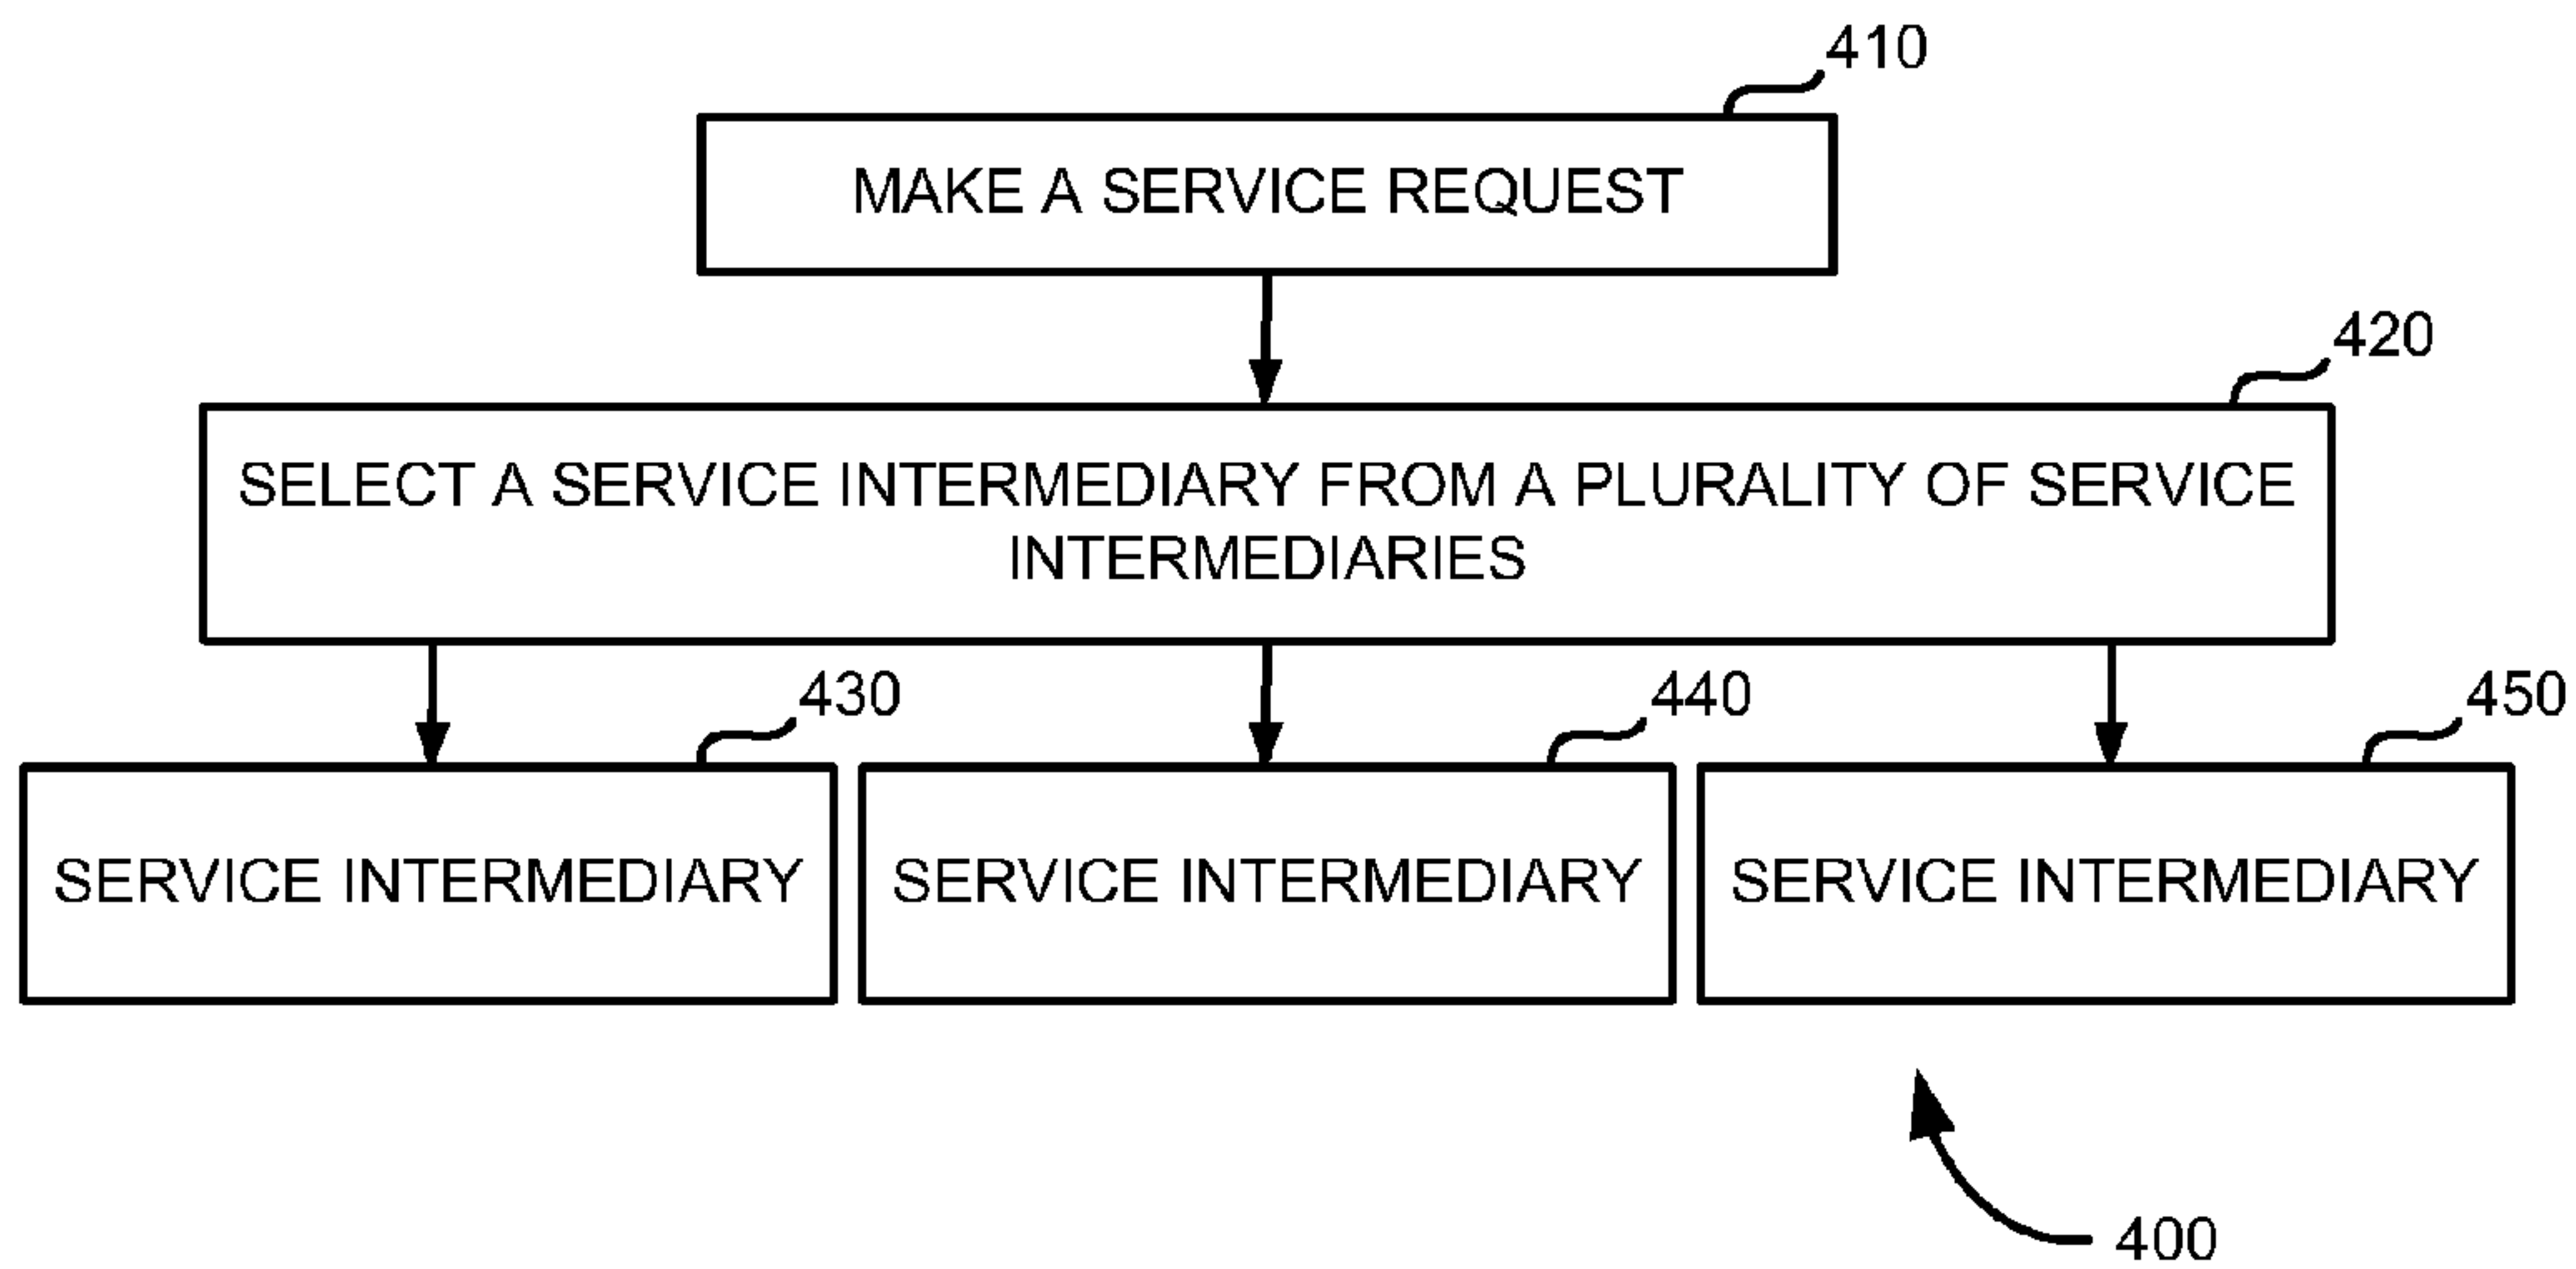 410
MAKE A SERVICE REQUEST
420
SELECT A SERVICE INTERMEDIARY FROM A PLURALITY OF SERVICE
INTERMEDIARIES
430
440
450
SERVICE INTERMEDIARY
SERVICE INTERMEDIARY
SERVICE INTERMEDIARY
400